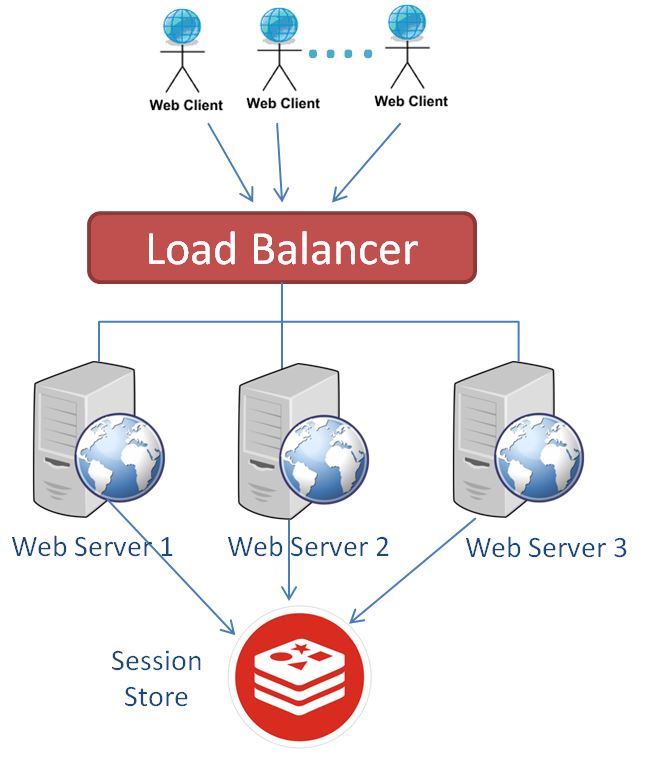 Web Client
Web Client
Web Client
Load Balancer
Web Server 1
Web Server 2
Web Server 3
Session
Store